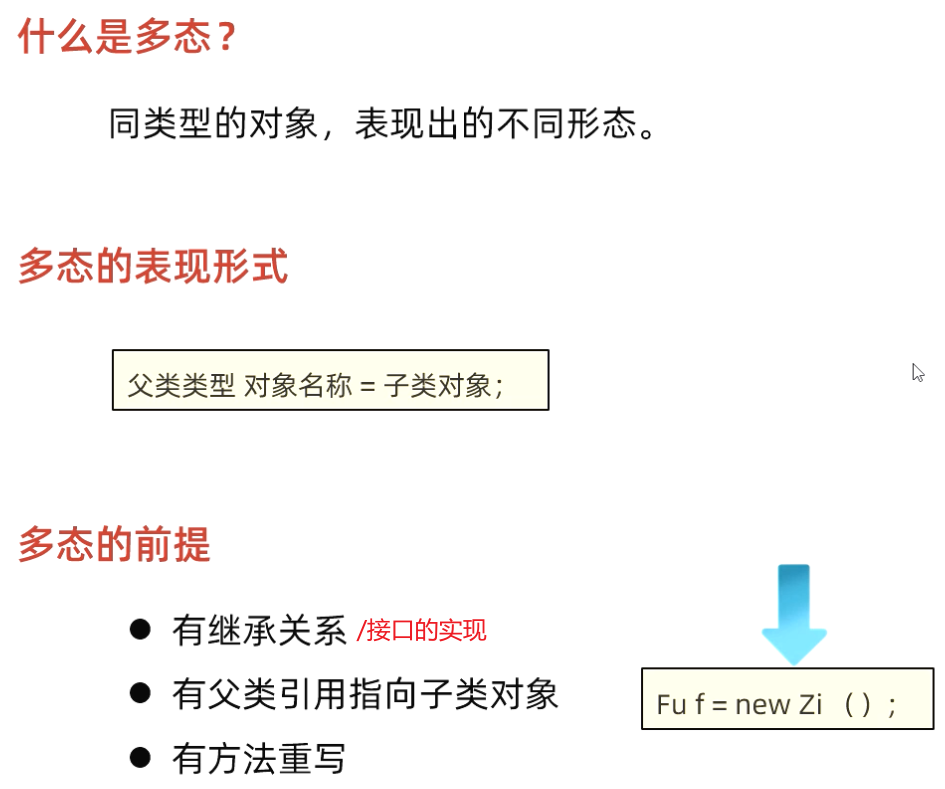 什么是多态？
同类型的对象，表现出的不同形态。
多态的表现形式
父类类型 对象名称 = 子类对象；
多态的前提
有继承关系 /接口的实现
有父类引用指向子类对象
Fu f = new Zi （）；
有方法重写